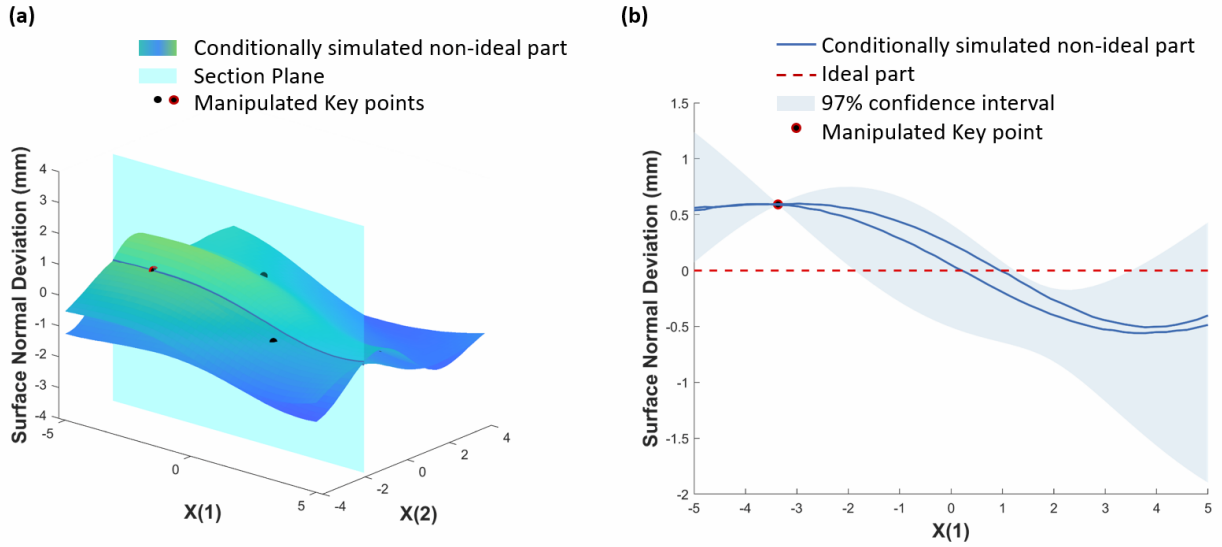 (a)
Conditionally simulated non-ideal part
Section Plane
Manipulated Key points
Surface Normal Deviation (mm)
4
3
2
1
0
-1
-2
-3
-4
-5
0
5
X(1)
-4
-2
0
2
4
X(2)
(b)
Conditionally simulated non-ideal part
Ideal part
97% confidence interval
Manipulated Key point
Surface Normal Deviation (mm)
1.5
1
0.5
0
-0.5
-1
-1.5
-2
-5 -4 -3 -2 -1 0 1 2 3 4 5
X(1)